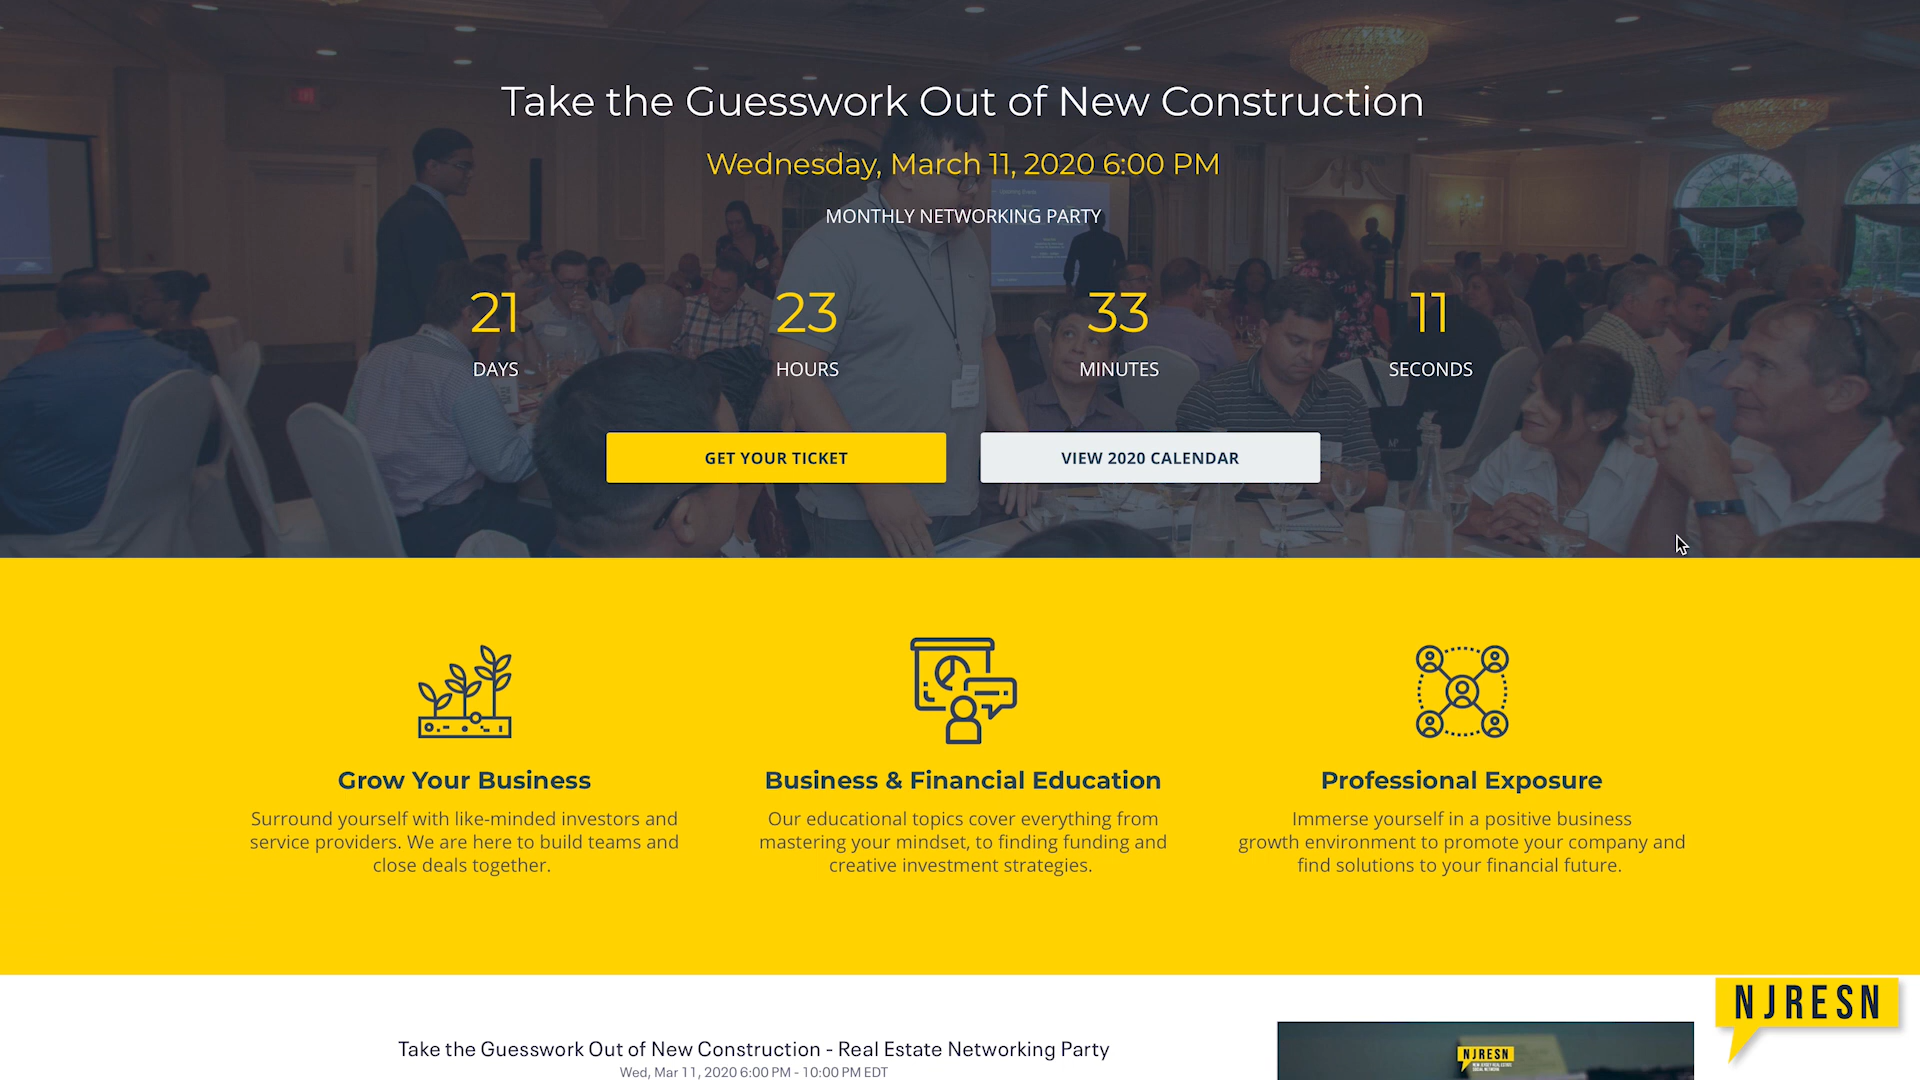 Take the Guesswork Out of New Construction
Wednesday, March 11, 2020 6:00 PM
MONTHLY NETWORKING PARTY
21 23 33 11
DAYS HOURS MINUTES SECONDS
GET YOUR TICKET VIEW 2020 CALENDAR
Grow Your Business
Surround yourself with like-minded investors and
service providers. We are here to build teams and
close deals together.
Business & Financial Education
Our educational topics cover everything from
mastering your mindset, to finding funding and
creative investment strategies.
Professional Exposure
Immerse yourself in a positive business
growth environment to promote your company and
find solutions to your financial future.
Take the Guesswork Out of New Construction - Real Estate Networking Party
Wed, Mar 11, 2020 6:00 PM - 10:00 PM EDT
NJRESN
NJRESN